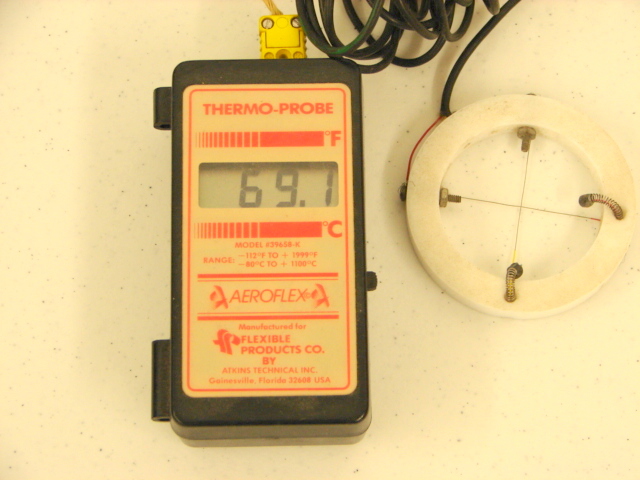 THERMO-PROBE
°F
69.1
°C
MODEL #39658-K
RANGE: -112°F TO + 1999°F
-80°C TO + 1100°C
AEROFLEX
Manufactured for
FLEXIBLE
PRODUCTS CO.
BY
ATKINS TECHNICAL INC.
Gainesville, Florida 32608 USA